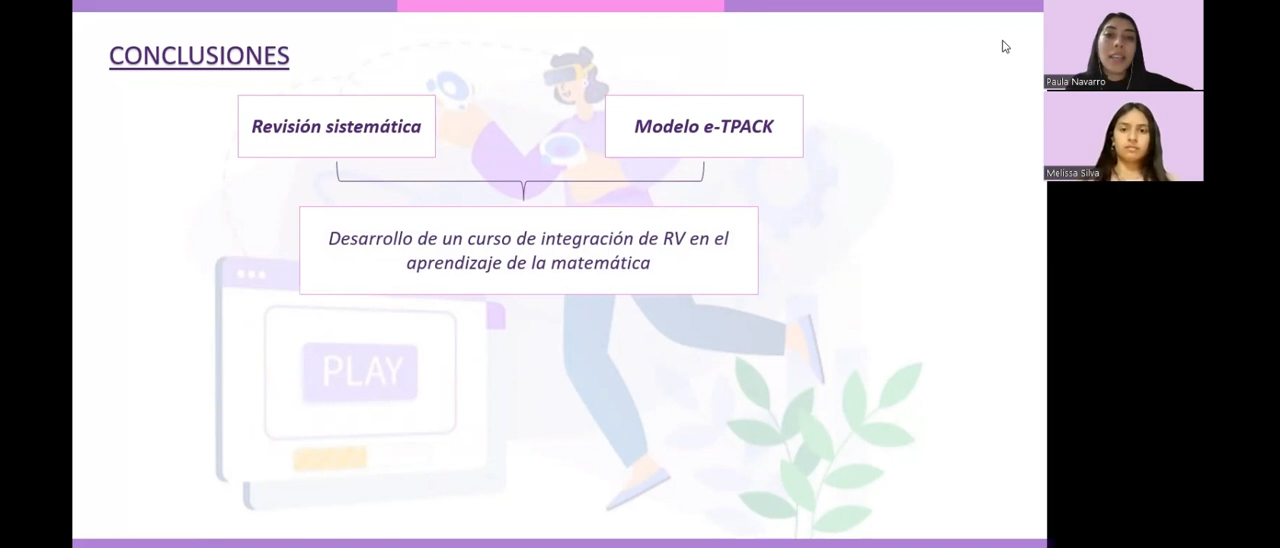 CONCLUSIONES
Revisión sistemática
Modelo e-TPACK
Desarrollo de un curso de integración de RV en el
aprendizaje de la matemática
PLAY
Paula Navarro
Melissa Silva